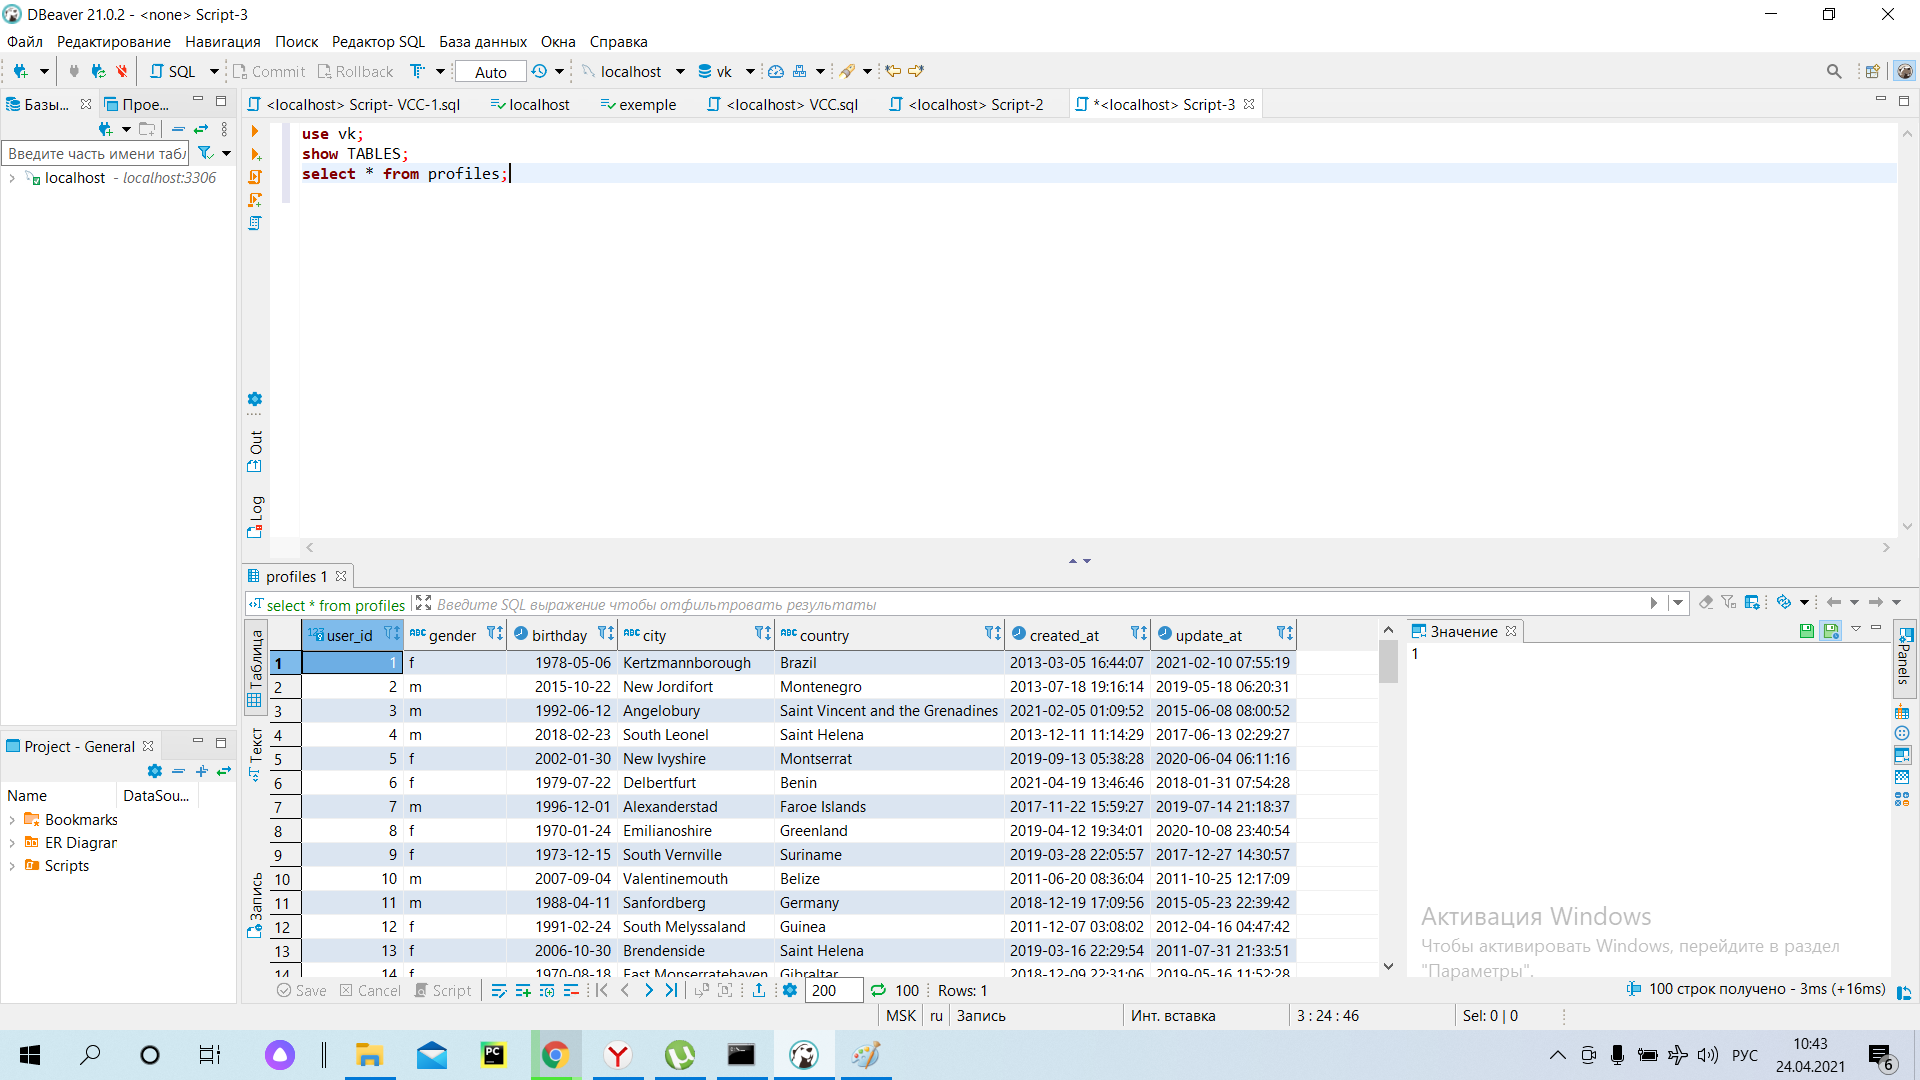 DBeaver 21.0.2 - <none> Script-3
Файл Редактирование Навигация Поиск Редактор SQL База данных Окна Справка
SQL Commit Rollback Auto localhost vk
Базы... Прое...
<localhost> Script- VCC-1.sql localhost exemple <localhost> VCC.sql <localhost> Script-2 *<localhost> Script-3
Введите часть имени табл
localhost - localhost:3306
use vk;
show TABLES;
select * from profiles;
Out
Log
Project - General
Name DataSou...
Bookmarks
ER Diagrar
Scripts
profiles 1
select * from profiles Введите SQL выражение чтобы отфильтровать результаты
Таблица
Текст
Запись
123 user_id ABC gender birthday ABC city ABC country created_at update_at
1 1 f 1978-05-06 Kertzmannborough Brazil 2013-03-05 16:44:07 2021-02-10 07:55:19
2 2 m 2015-10-22 New Jordifort Montenegro 2013-07-18 19:16:14 2019-05-18 06:20:31
3 3 m 1992-06-12 Angelobury Saint Vincent and the Grenadines 2021-02-05 01:09:52 2015-06-08 08:00:52
4 4 m 2018-02-23 South Leonel Saint Helena 2013-12-11 11:14:29 2017-06-13 02:29:27
5 5 f 2002-01-30 New Ivyshire Montserrat 2019-09-13 05:38:28 2020-06-04 06:11:16
6 6 f 1979-07-22 Delbertfurt Benin 2021-04-19 13:46:46 2018-01-31 07:54:28
7 7 m 1996-12-01 Alexanderstad Faroe Islands 2017-11-22 15:59:27 2019-07-14 21:18:37
8 8 f 1970-01-24 Emilianoshire Greenland 2019-04-12 19:34:01 2020-10-08 23:40:54
9 9 f 1973-12-15 South Vernville Suriname 2019-03-28 22:05:57 2017-12-27 14:30:57
10 10 m 2007-09-04 Valentinemouth Belize 2011-06-20 08:36:04 2011-10-25 12:17:09
11 11 m 1988-04-11 Sanfordberg Germany 2018-12-19 17:09:56 2015-05-23 22:39:42
12 12 f 1991-02-24 South Melyssaland Guinea 2011-12-07 03:08:02 2012-04-16 04:47:42
13 13 f 2006-10-30 Brendenside Saint Helena 2019-03-16 22:29:54 2011-07-31 21:33:51
14 14 f 1970-08-18 East Monserratehaven Gibraltar 2018-12-09 22:31:06 2019-05-16 11:52:28
Значение
1
Panels
Активация Windows
Чтобы активировать Windows, перейдите в раздел
"Параметры".
Save Cancel Script 200 100 Rows: 1 100 строк получено - 3ms (+16ms)
MSK ru Запись Инт. вставка 3 : 24 : 46 Sel: 0 | 0
PC РУС 10:43
24.04.2021
6